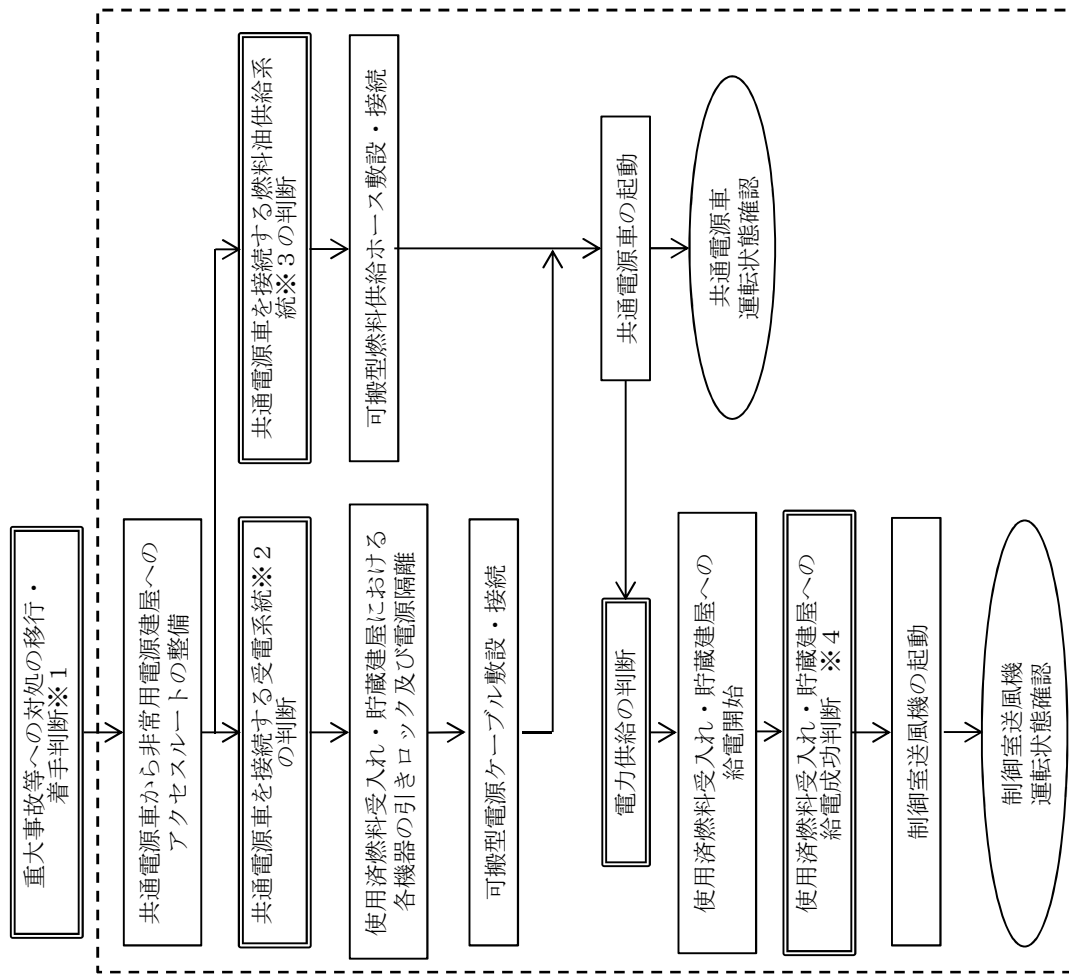 重大事故等への対処の移行・
着手判断※1
共通電源車から非常用電源建屋への
アクセスルートの整備
共通電源車を接続する受電系統※2
の判断
使用済燃料受入れ・貯蔵建屋における
各機器の引きロック及び電源隔離
可搬型電源ケーブル敷設・接続
共通電源車を接続する燃料油供給系
統※3の判断
可搬型燃料供給ホース敷設・接続
共通電源車の起動
共通電源車
運転状態確認
電力供給の判断
使用済燃料受入れ・貯蔵建屋への
給電開始
使用済燃料受入れ・貯蔵建屋への
給電成功判断 ※4
制御室送風機の起動
制御室送風機
運転状態確認